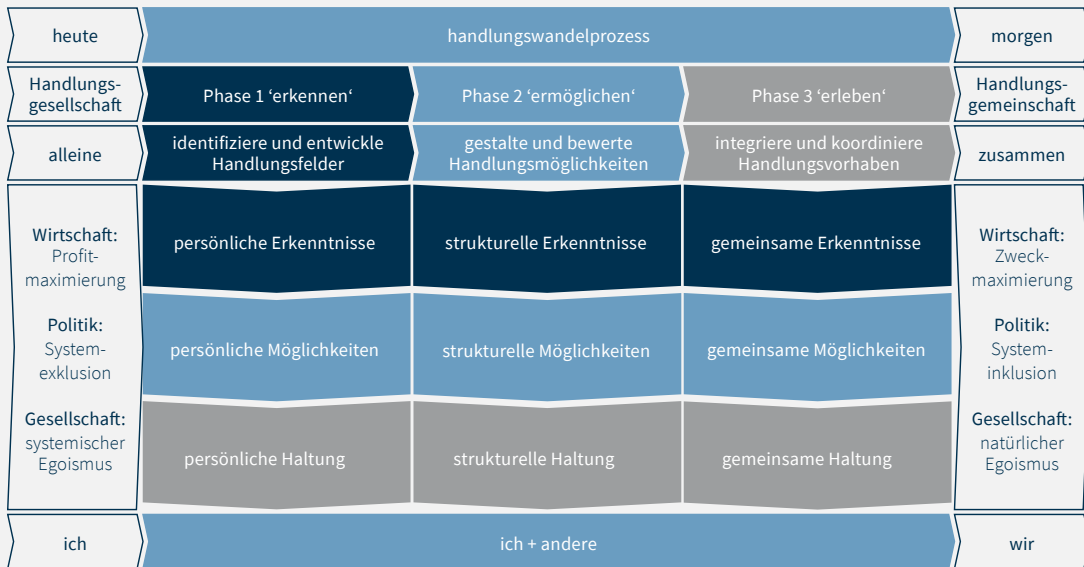 heute
handlungswandelprozess
morgen
Handlungs-
gesellschaft
Phase 1 ‘erkennen‘
Phase 2 ‘ermöglichen‘
Phase 3 ‘erleben‘
Handlungs-
gemeinschaft
alleine
identifiziere und entwickle
Handlungsfelder
gestalte und bewerte
Handlungsmöglichkeiten
integriere und koordiniere
Handlungsvorhaben
zusammen
Wirtschaft:
Profit-
maximierung
Politik:
System-
exklusion
Gesellschaft:
systemischer
Egoismus
persönliche Erkenntnisse
strukturelle Erkenntnisse
gemeinsame Erkenntnisse
persönliche Möglichkeiten
strukturelle Möglichkeiten
gemeinsame Möglichkeiten
persönliche Haltung
strukturelle Haltung
gemeinsame Haltung
Wirtschaft:
Zweck-
maximierung
Politik:
System-
inklusion
Gesellschaft:
natürlicher
Egoismus
ich
ich + andere
wir